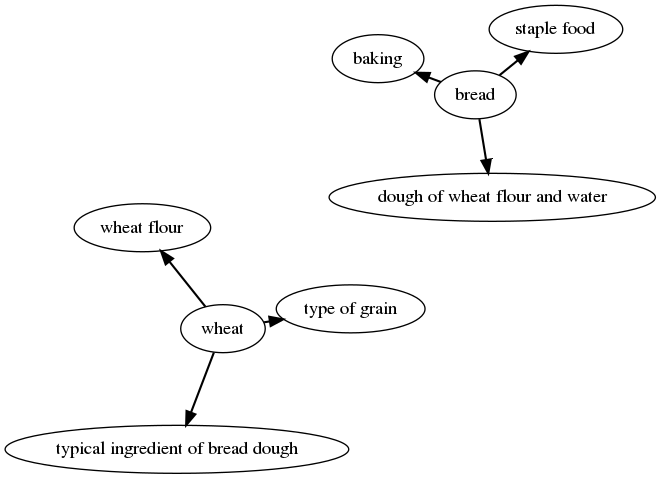 staple food
baking
bread
dough of wheat flour and water
wheat flour
type of grain
wheat
typical ingredient of bread dough